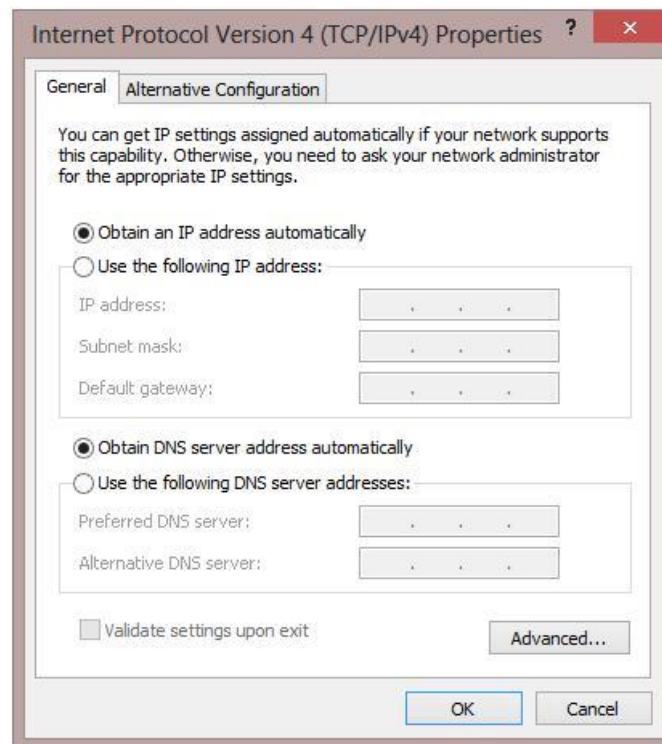 Internet Protocol Version 4 (TCP/IPv4) Properties ? ×
General Alternative Configuration
You can get IP settings assigned automatically if your network supports
this capability. Otherwise, you need to ask your network administrator
for the appropriate IP settings.
Obtain an IP address automatically
Use the following IP address:
IP address: . . .
Subnet mask: . . .
Default gateway: . . .
Obtain DNS server address automatically
Use the following DNS server addresses:
Preferred DNS server: . . .
Alternative DNS server: . . .
Validate settings upon exit
Advanced...
OK Cancel